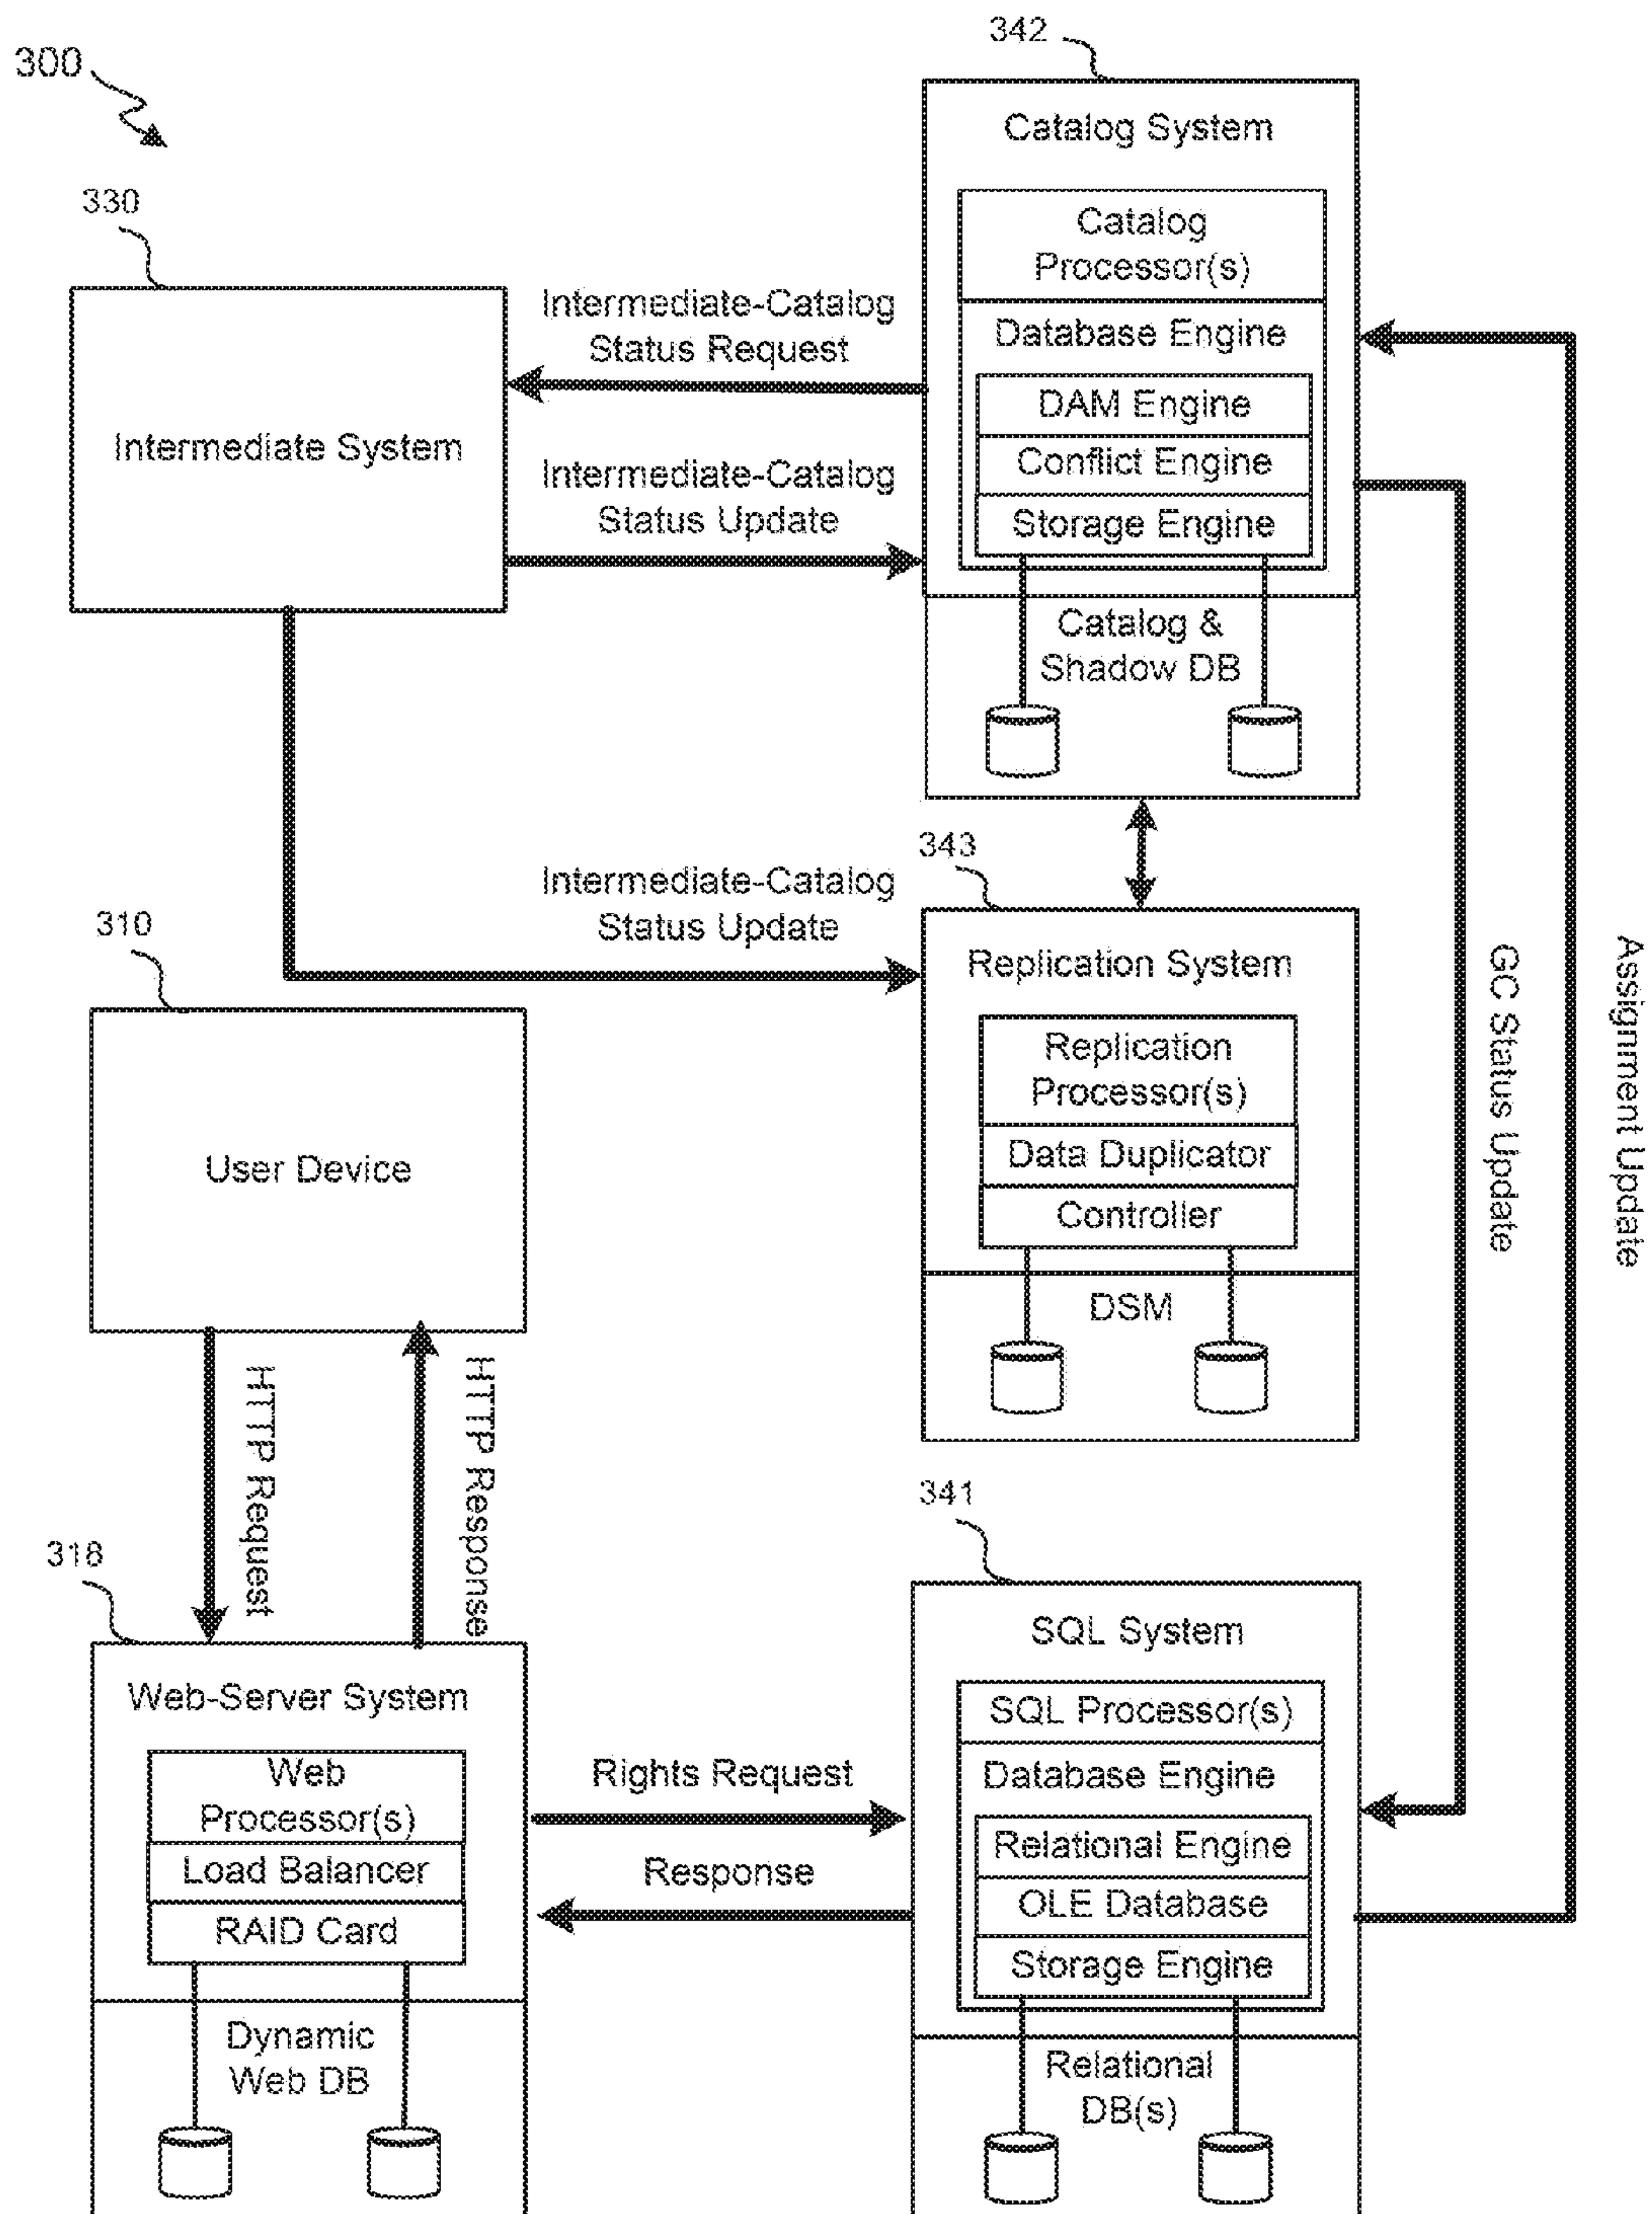 300
342
Catalog System
Catalog
Processor(s)
Database Engine
DAM Engine
Conflict Engine
Storage Engine
Catalog &
Shadow DB
330
Intermediate System
Intermediate-Catalog
Status Request
Intermediate-Catalog
Status Update
Intermediate-Catalog
Status Update
343
Replication System
Replication
Processor(s)
Data Duplicator
Controller
DSM
GC Status Update
Assignment Update
310
User Device
HTTP Request
HTTP Response
318
Web-Server System
Web
Processor(s)
Load Balancer
RAID Card
Dynamic
Web DB
Rights Request
Response
341
SQL System
SQL Processor(s)
Database Engine
Relational Engine
OLE Database
Storage Engine
Relational
DB(s)